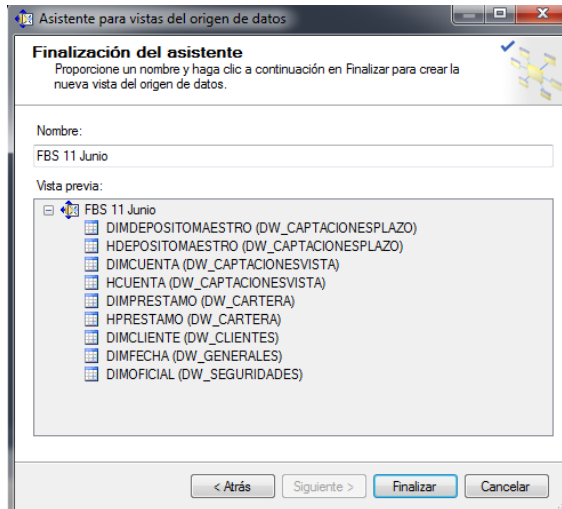 Asistente para vistas del origen de datos
Finalización del asistente
Proporcione un nombre y haga clic a continuación en Finalizar para crear la
nueva vista del origen de datos.
Nombre:
FBS 11 Junio
Vista previa:
FBS 11 Junio
DIMDEPOSITOMAESTRO (DW_CAPTACIONESPLAZO)
HDEPOSITOMAESTRO (DW_CAPTACIONESPLAZO)
DIMCUENTA (DW_CAPTACIONESVISTA)
HCUENTA (DW_CAPTACIONESVISTA)
DIMPRESTAMO (DW_CARTERA)
HPRESTAMO (DW_CARTERA)
DIMCLIENTE (DW_CLIENTES)
DIMFECHA (DW_GENERALES)
DIMOFICIAL (DW_SEGURIDADES)
< Atrás Siguiente > Finalizar Cancelar